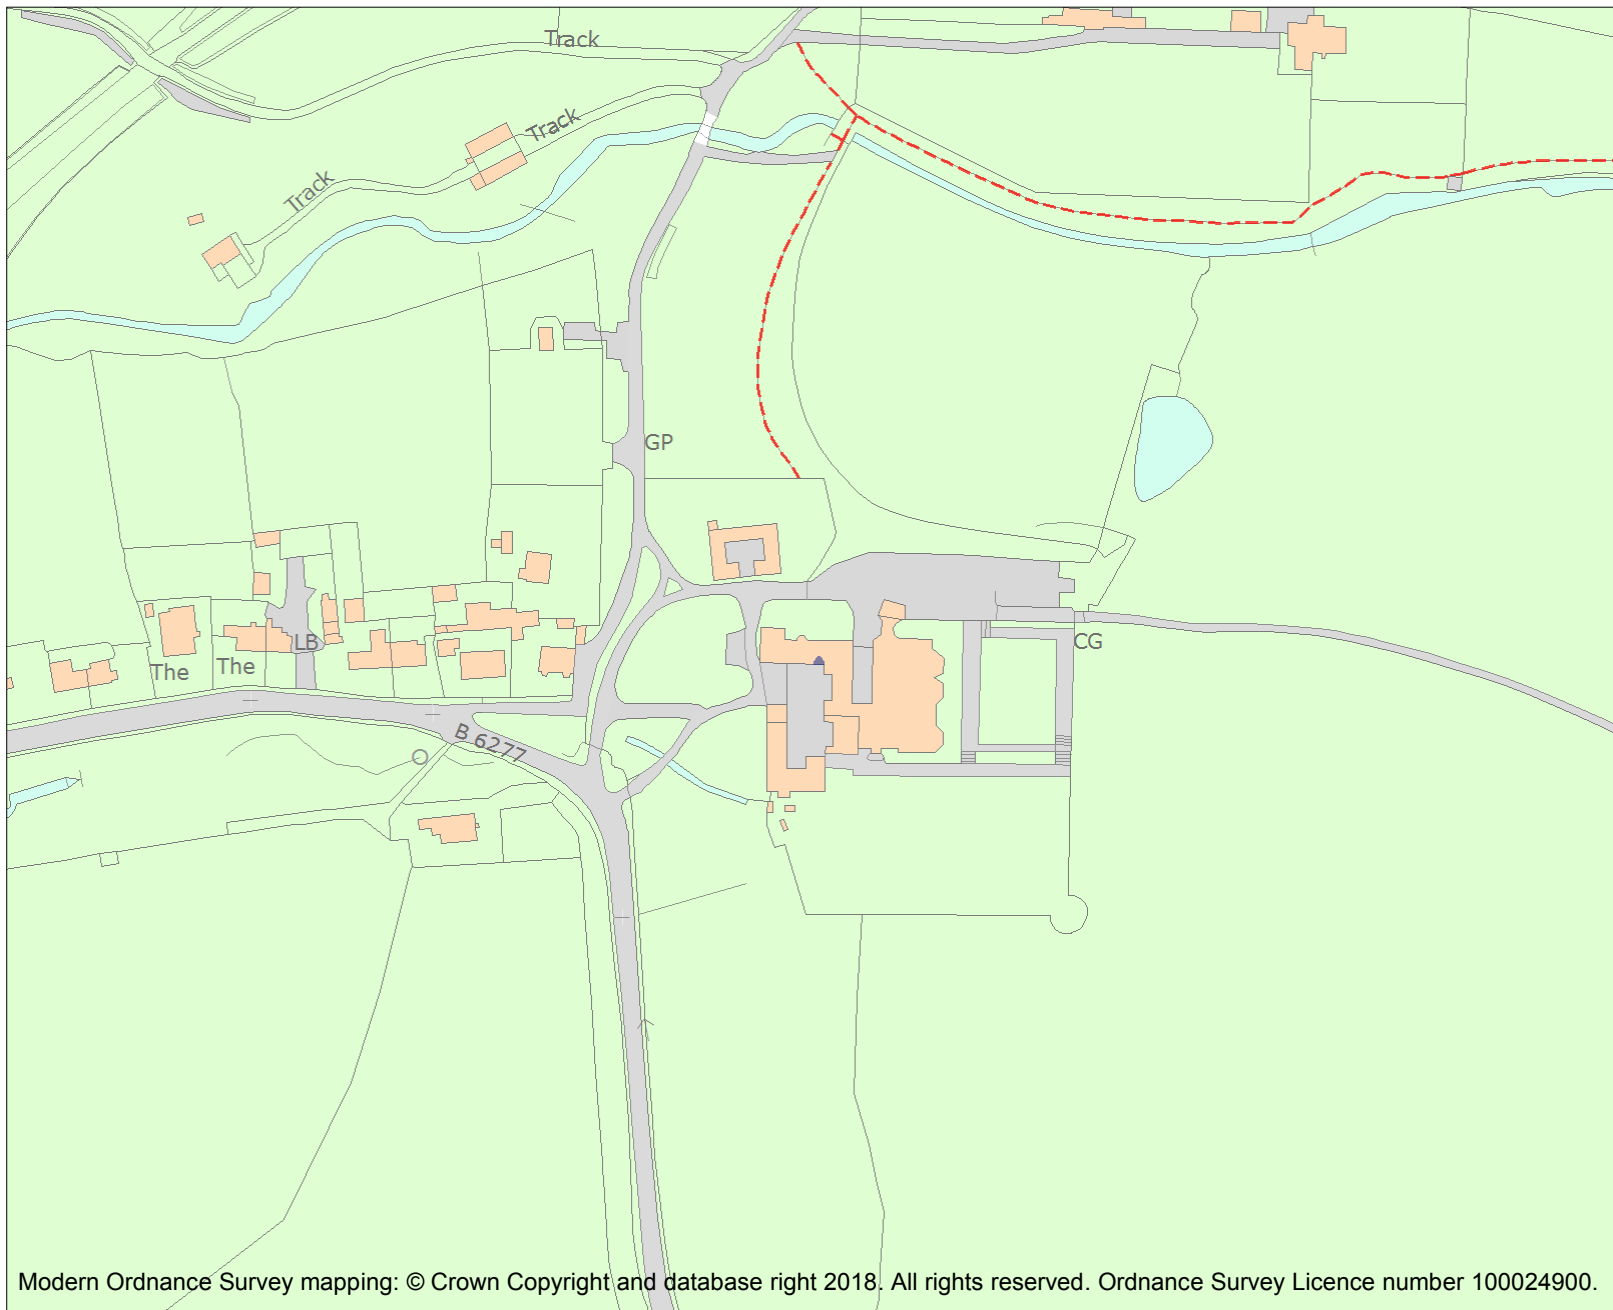 Track
Track
Track
GP
LB
The
The
CG
B 6277
Modern Ordnance Survey mapping: © Crown Copyright and database right 2018. All rights reserved. Ordnance Survey Licence number 100024900.